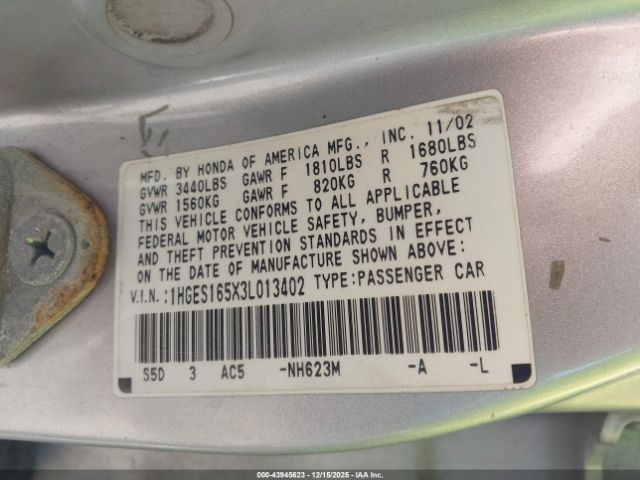 MFD. BY HONDA OF AMERICA MFG., INC. 11/02
GVWR 3440LBS GAWR F 1810LBS R 1680LBS
GVWR 1560KG GAWR F 820KG R 760KG
THIS VEHICLE CONFORMS TO ALL APPLICABLE
FEDERAL MOTOR VEHICLE SAFETY, BUMPER,
AND THEFT PREVENTION STANDARDS IN EFFECT
ON THE DATE OF MANUFACTURE SHOWN ABOVE:
V.I.N.:1HGES165X3L013402 TYPE:PASSENGER CAR
S5D 3 AC5 -NH623M -A -L
000-43945623 - 12/15/2025 - IAA Inc.